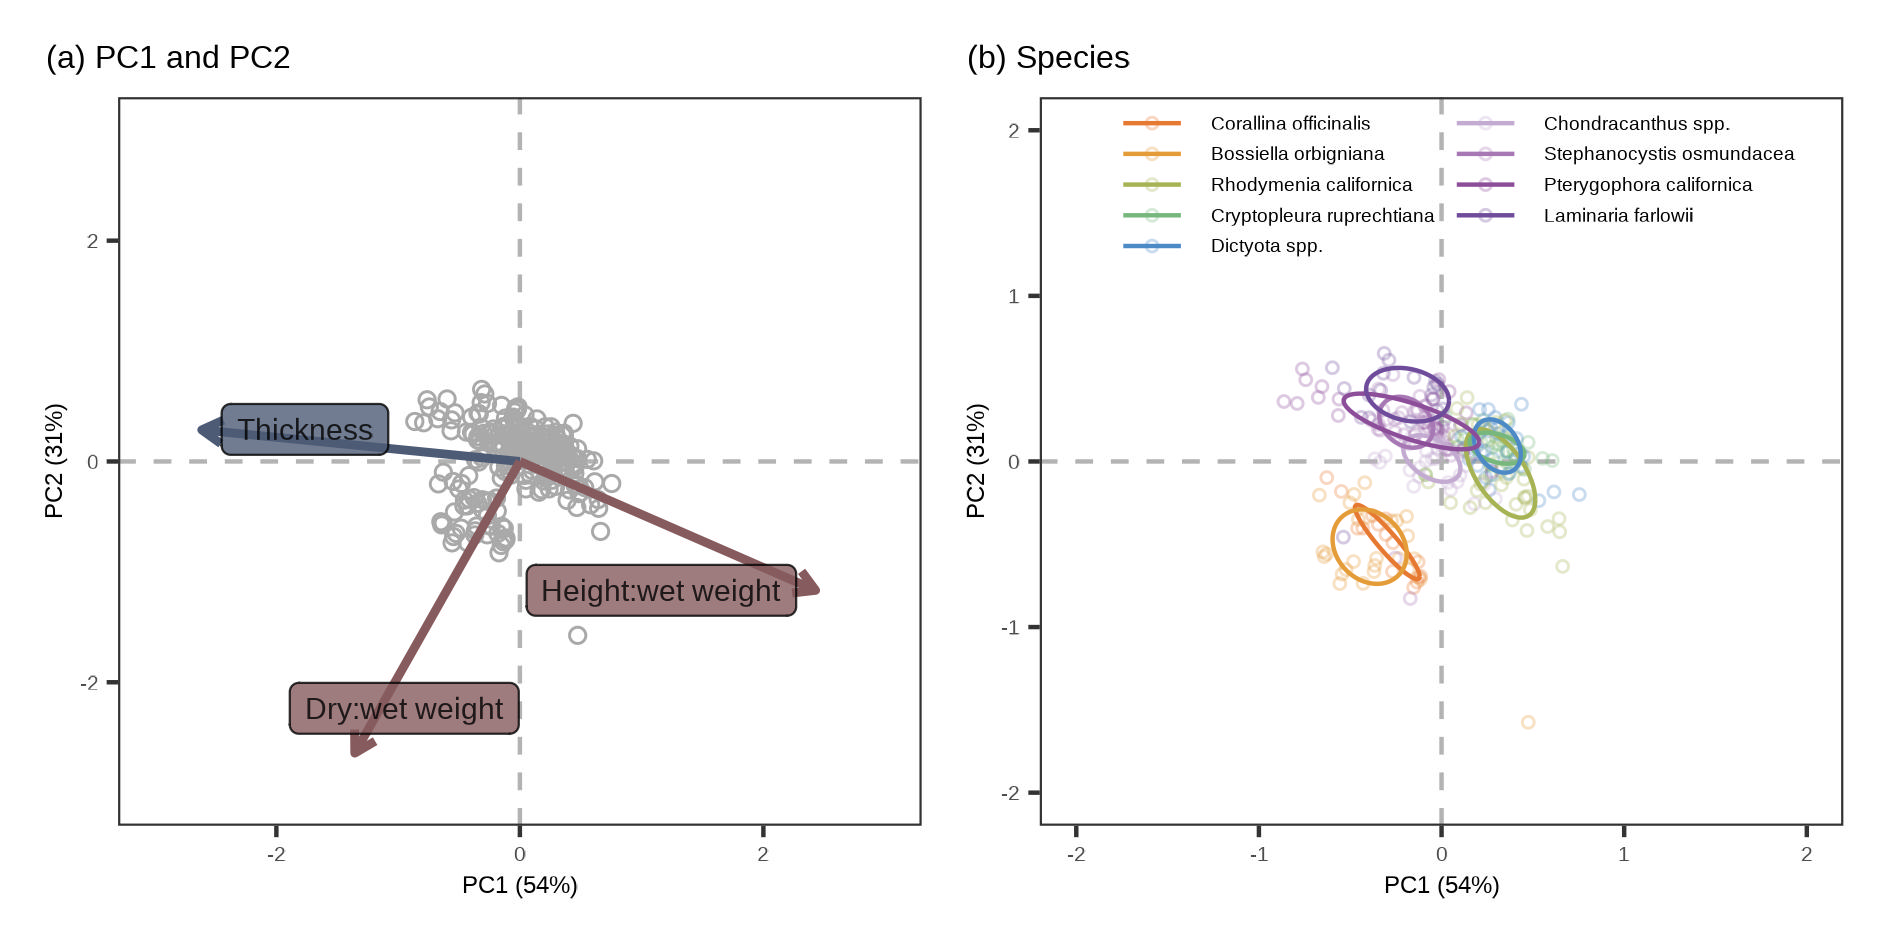 (a) PC1 and PC2
PC2 (31%)
2
0
-2
Thickness
Height:wet weight
Dry:wet weight
-2
0
2
PC1 (54%)
(b) Species
PC2 (31%)
2
1
0
-1
-2
Corallina officinalis
Bossiella orbigniana
Rhodymenia californica
Cryptopleura ruprechtiana
Dictyota spp.
Chondracanthus spp.
Stephanocystis osmundacea
Pterygophora californica
Laminaria farlowii
-2
-1
0
1
2
PC1 (54%)